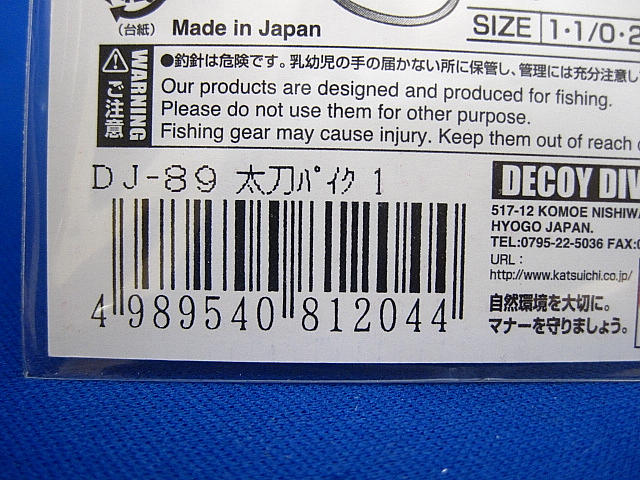 (台紙) Made in Japan
SIZE 1・1/0・2
WARNING
ご注意
●釣針は危険です。乳幼児の手の届かない所に保管し、管理には充分注意し
Our products are designed and produced for fishing.
Please do not use them for other purpose.
Fishing gear may cause injury. Keep them out of reach
DJ-89 太刀ﾊﾟｲｸ 1
4 989540 812044
DECOY DIV
517-12 KOMOE NISHIWA
HYOGO JAPAN.
TEL:0795-22-5036 FAX:0
URL：
http://www.katsuichi.co.jp
自然環境を大切に。
マナーを守りましょう。